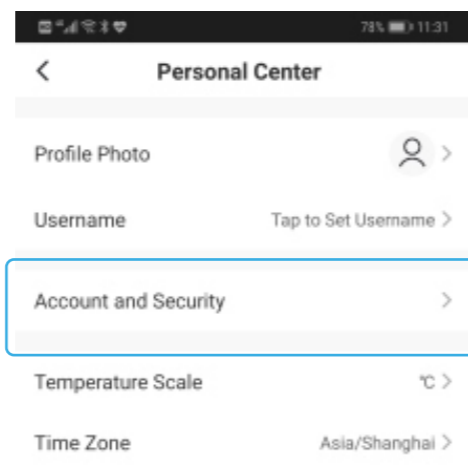 78% 11:31
Personal Center
Profile Photo
Username Tap to Set Username
Account and Security
Temperature Scale °C
Time Zone Asia/Shanghai